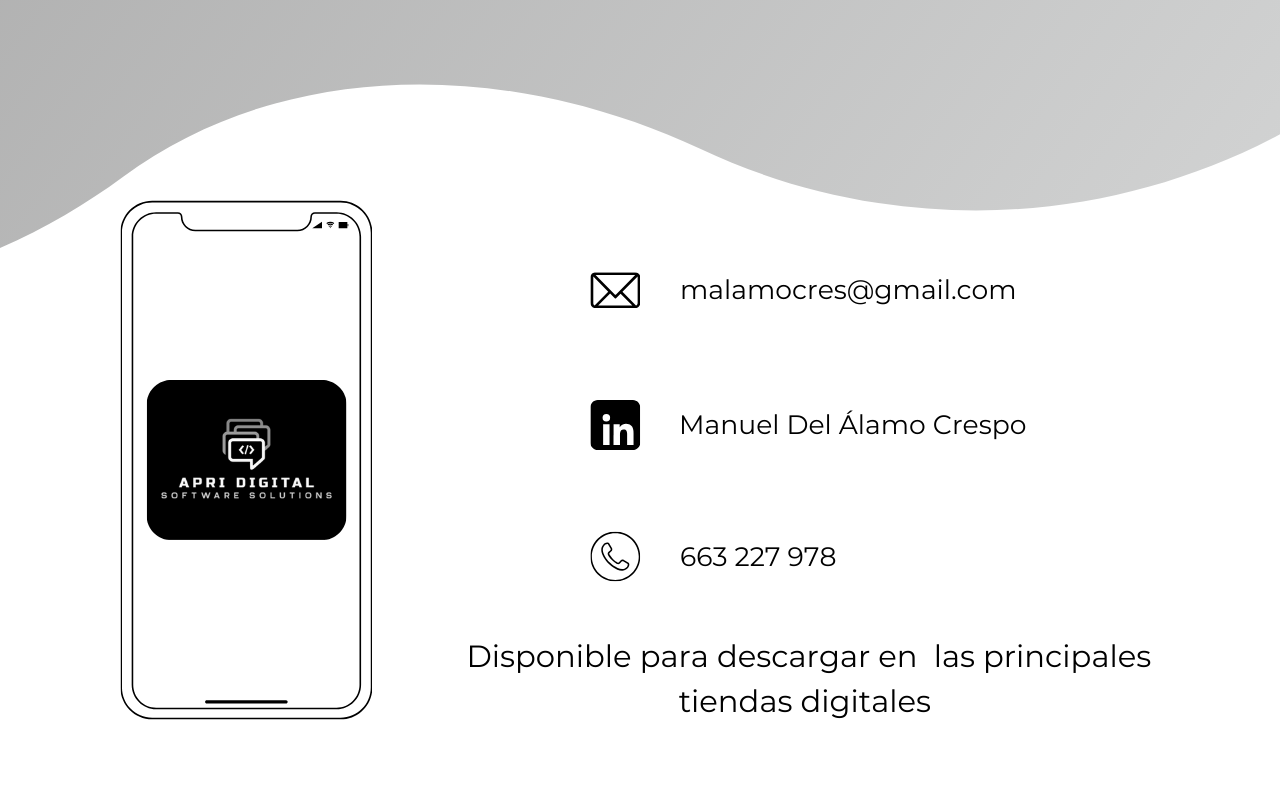 malamocres@gmail.com
Manuel Del Álamo Crespo
663 227 978
</>
APRI DIGITAL
SOFTWARE SOLUTIONS
in
Disponible para descargar en  las principales
tiendas digitales